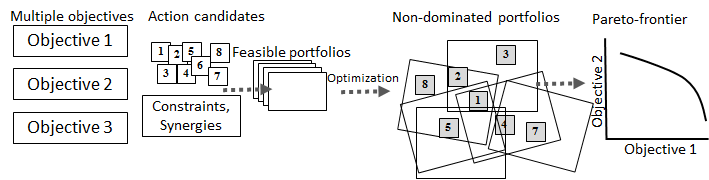 Multiple objectives
Objective 1
Objective 2
Objective 3
Action candidates
1 2 5 8
3 4 6 7
Constraints,
Synergies
Feasible portfolios
Optimization
Non-dominated portfolios
3
2
8
1
5
4
7
Pareto-frontier
Objective 2
Objective 1